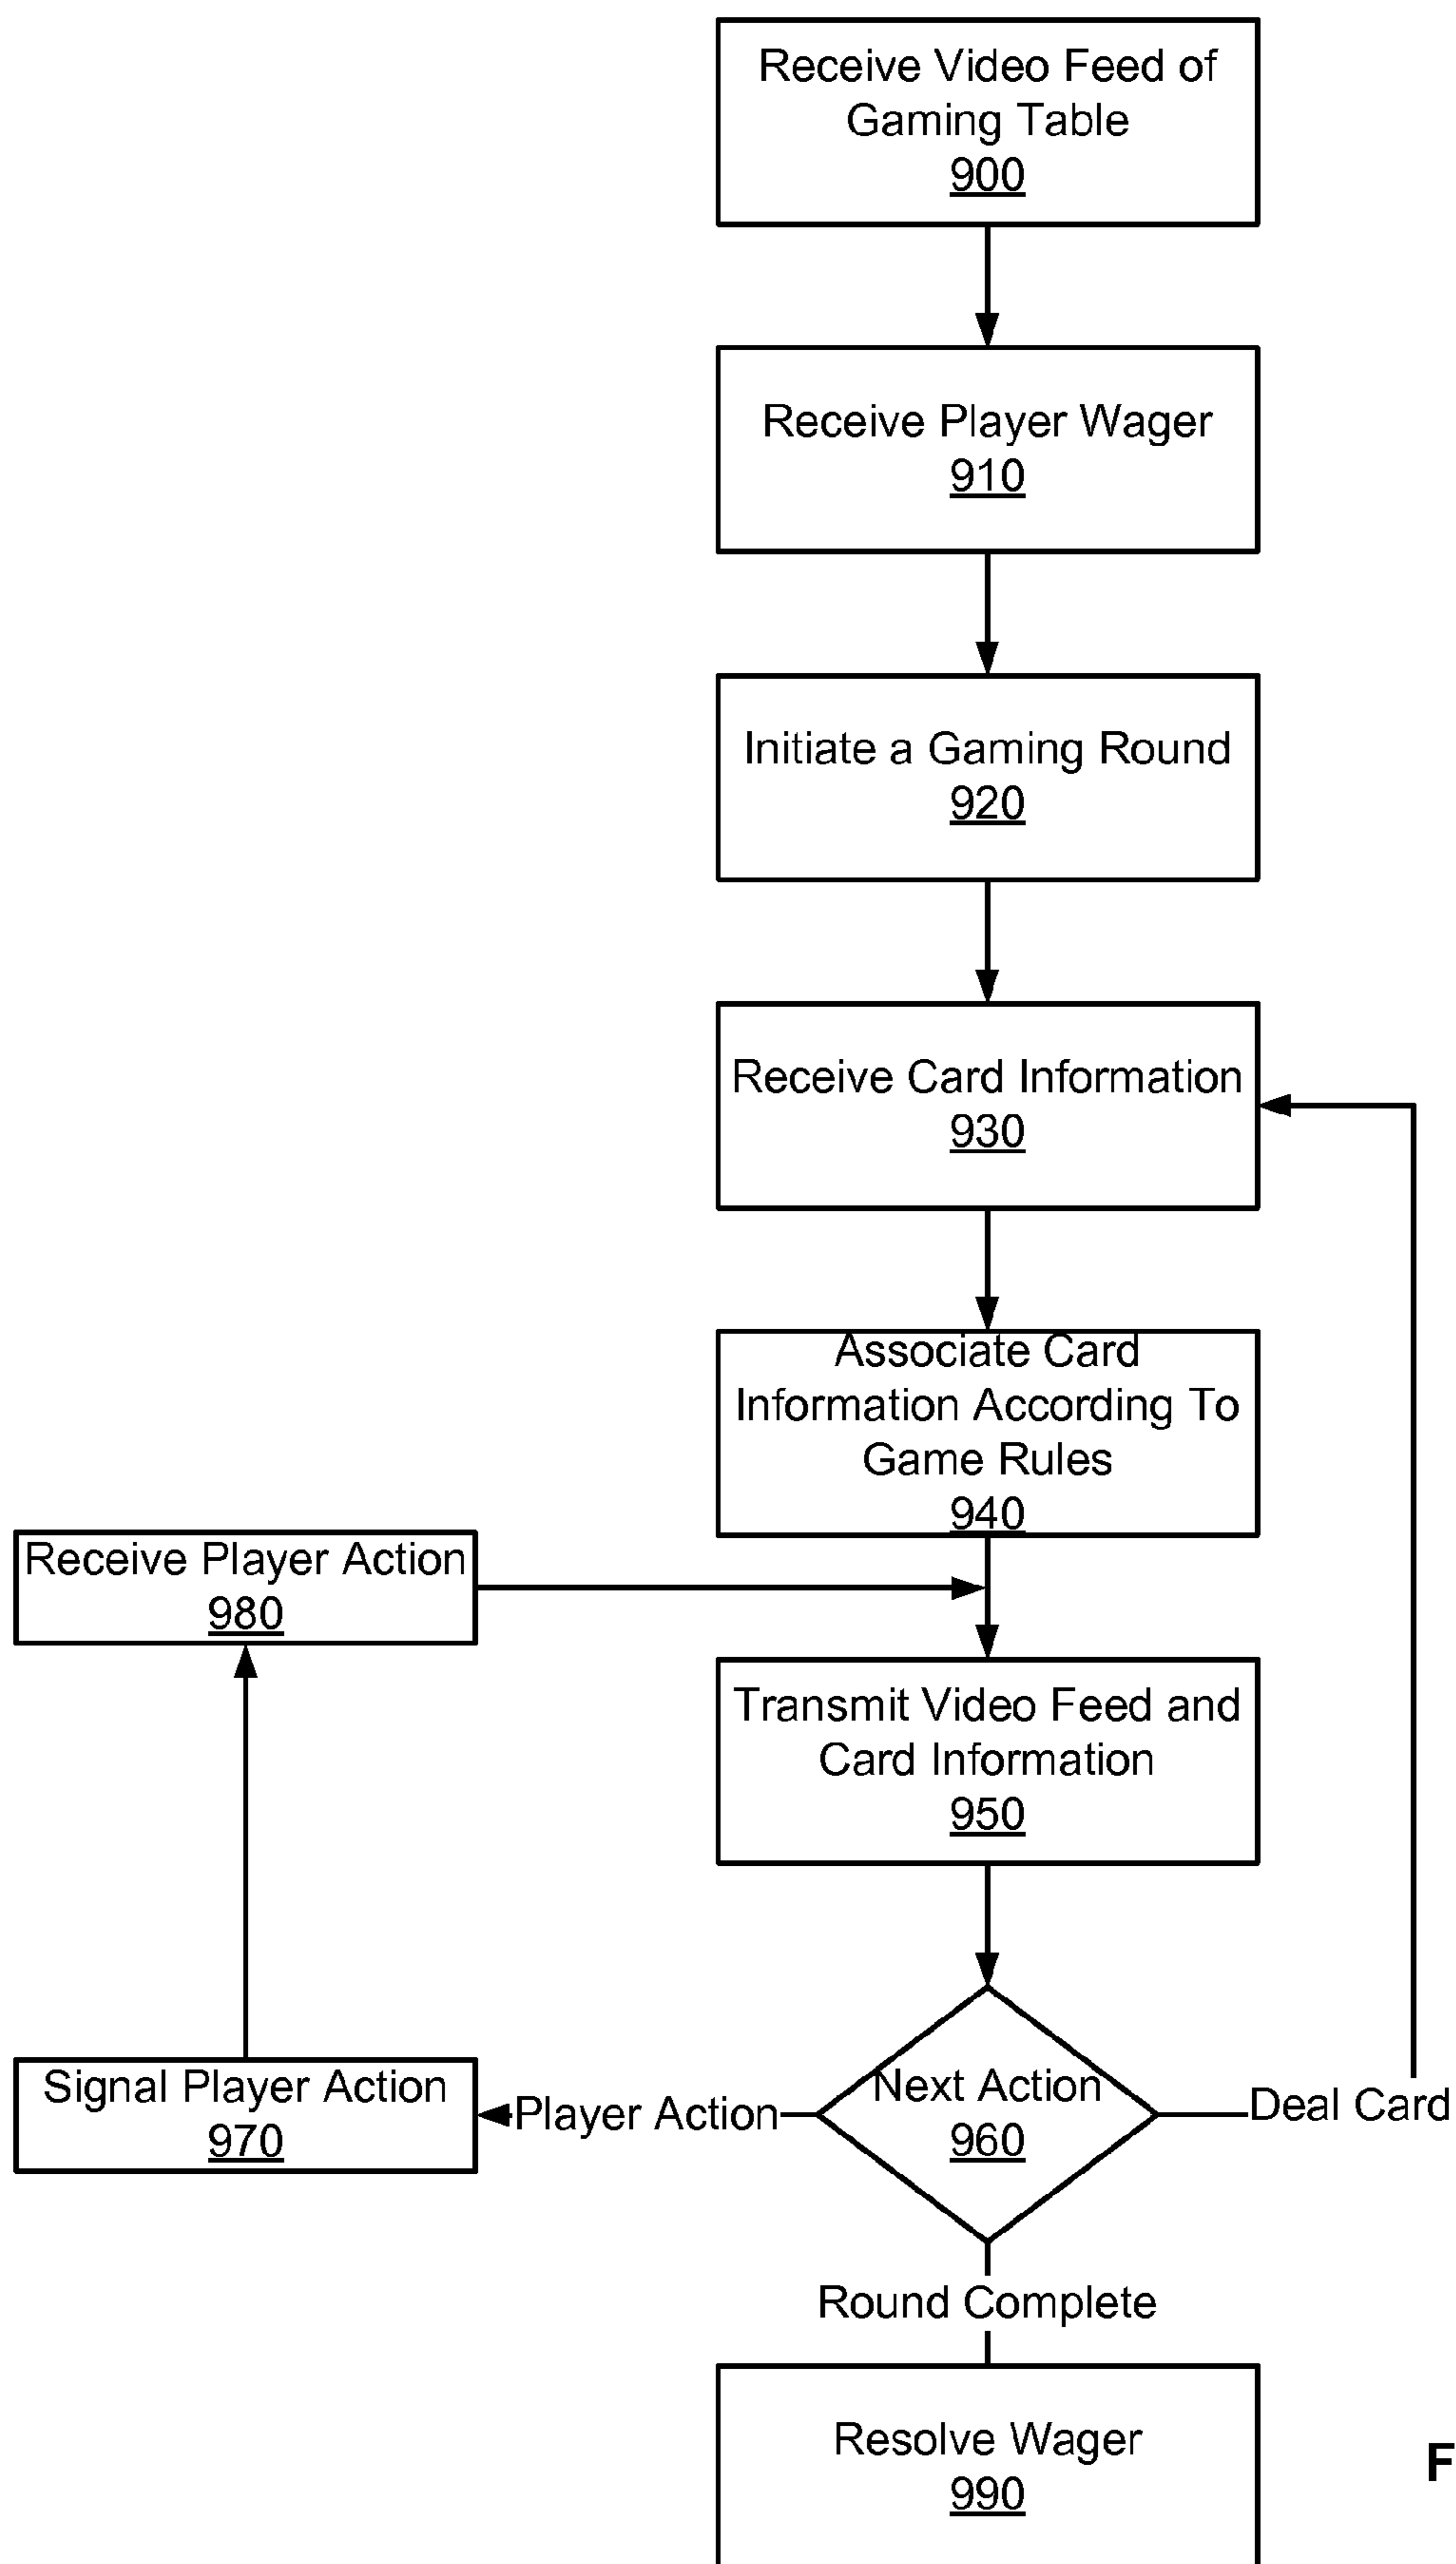 Receive Video Feed of
Gaming Table
900
Receive Player Wager
910
Initiate a Gaming Round
920
Receive Card Information
930
Associate Card
Information According To
Game Rules
940
Receive Player Action
980
Transmit Video Feed and
Card Information
950
Signal Player Action
970
Player Action
Next Action
960
Deal Card
Round Complete
Resolve Wager
990
F